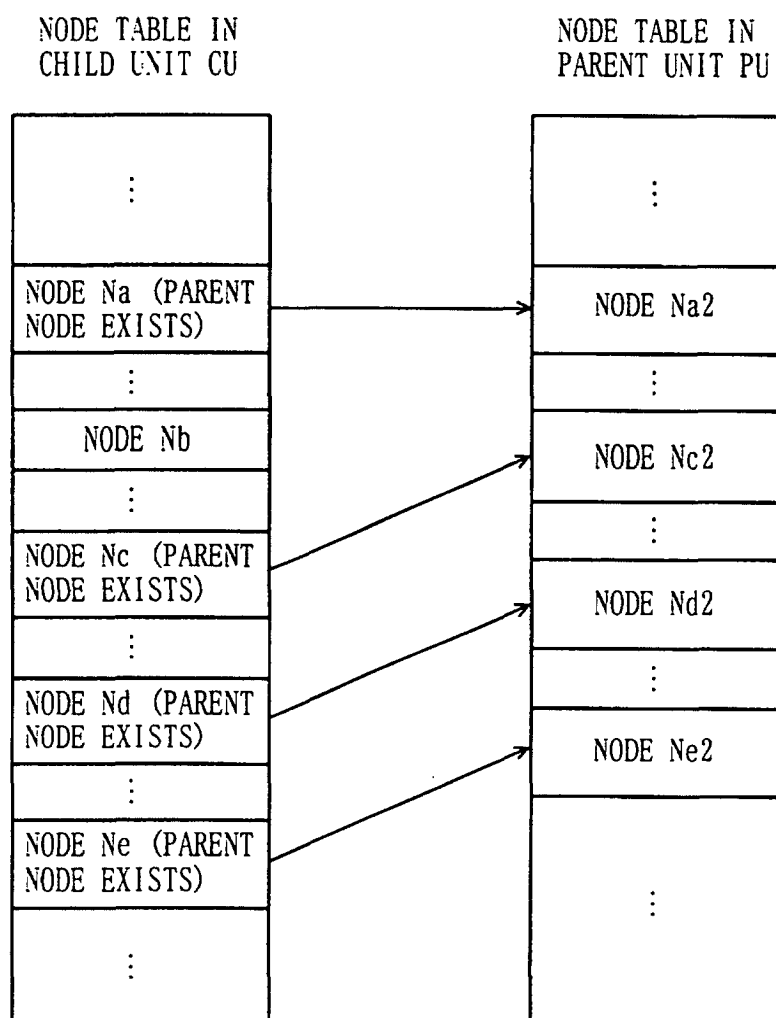 NODE TABLE IN
CHILD UNIT CU
NODE TABLE IN
PARENT UNIT PU
⋮
NODE Na (PARENT
NODE EXISTS)
⋮
NODE Nb
⋮
NODE Nc (PARENT
NODE EXISTS)
⋮
NODE Nd (PARENT
NODE EXISTS)
⋮
NODE Ne (PARENT
NODE EXISTS)
⋮
⋮
NODE Na2
⋮
NODE Nc2
⋮
NODE Nd2
⋮
NODE Ne2
⋮